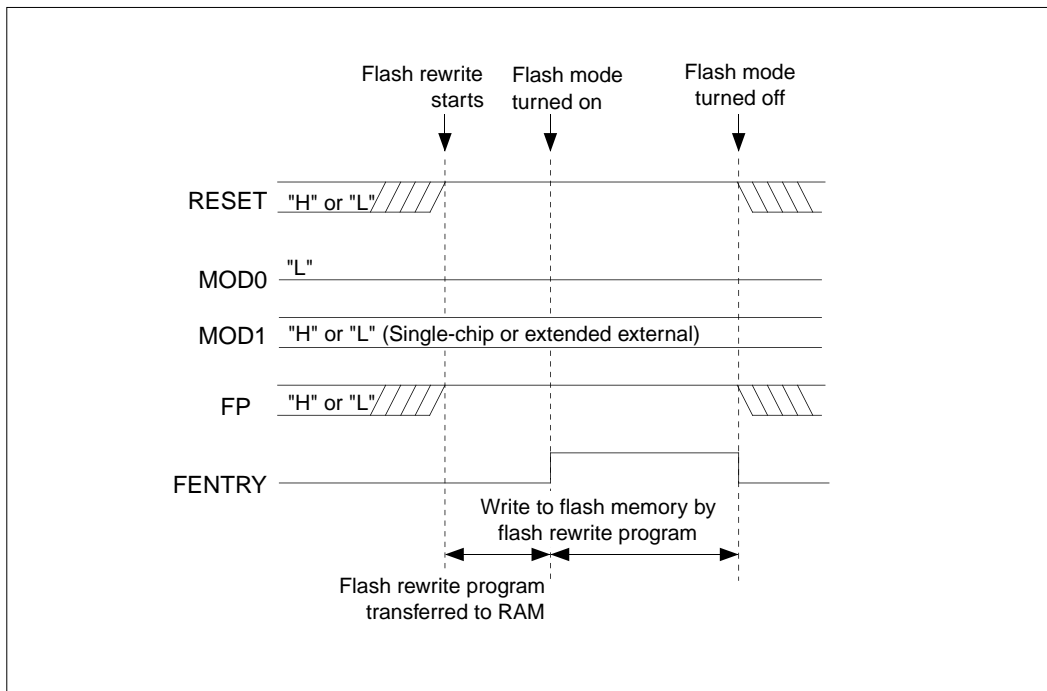 Flash rewrite
starts
Flash mode
turned on
Flash mode
turned off
RESET
"H" or "L"
MOD0
"L"
MOD1
"H" or "L" (Single-chip or extended external)
FP
"H" or "L"
FENTRY
Write to flash memory by
flash rewrite program
Flash rewrite program
transferred to RAM